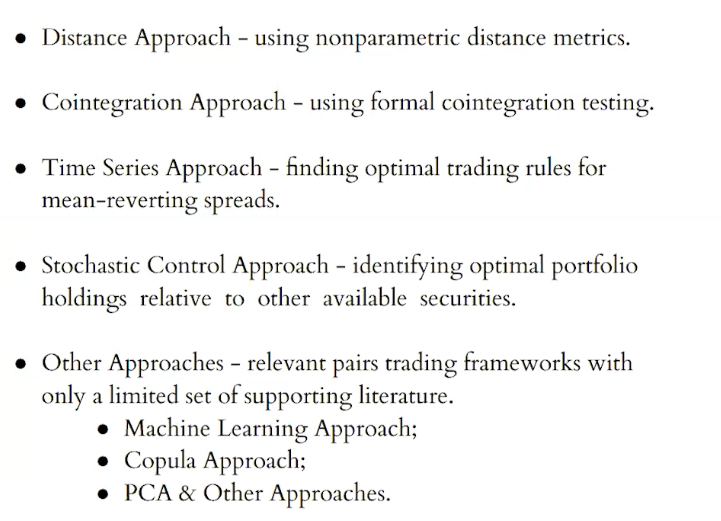 ● Distance Approach - using nonparametric distance metrics.
● Cointegration Approach - using formal cointegration testing.
● Time Series Approach - finding optimal trading rules for
mean-reverting spreads.
● Stochastic Control Approach - identifying optimal portfolio
holdings relative to other available securities.
● Other Approaches - relevant pairs trading frameworks with
only a limited set of supporting literature.
● Machine Learning Approach;
● Copula Approach;
● PCA & Other Approaches.